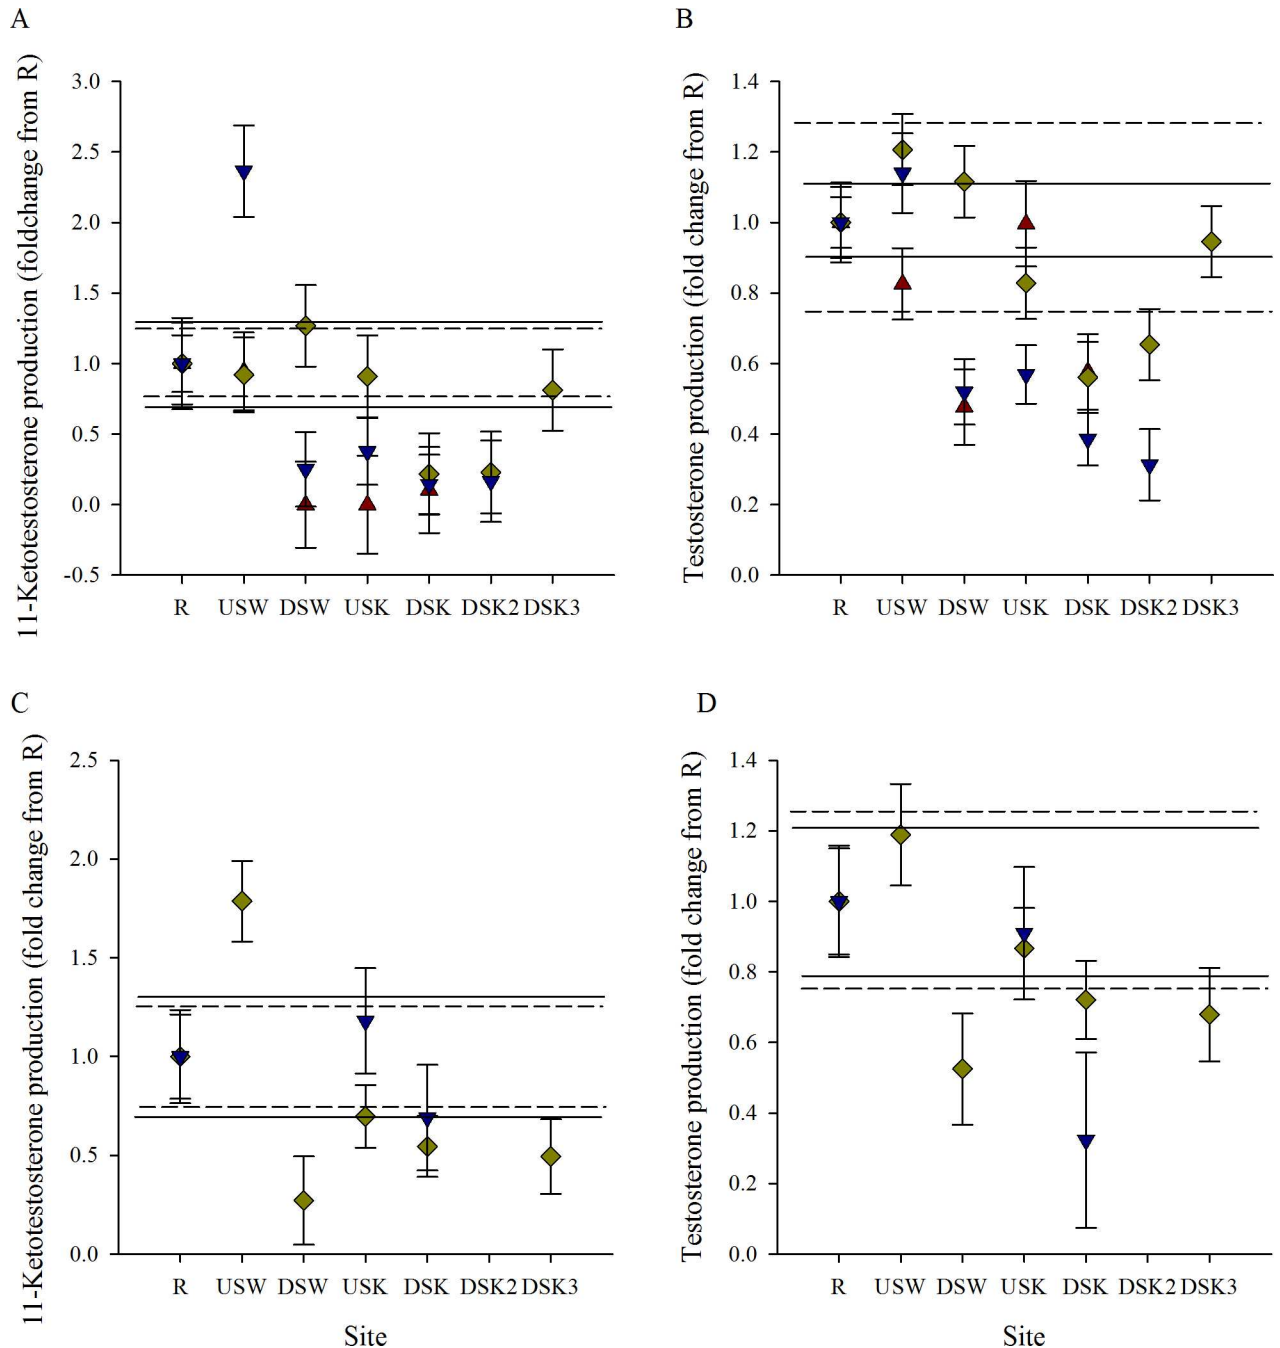 A
11-Ketotestosterone production (foldchange from R)
3.0
2.5
2.0
1.5
1.0
0.5
0.0
-0.5
R USW DSW USK DSK DSK2 DSK3
B
Testosterone production (fold change from R)
1.4
1.2
1.0
0.8
0.6
0.4
0.2
0.0
R USW DSW USK DSK DSK2 DSK3
C
11-Ketotestosterone production (fold change from R)
2.5
2.0
1.5
1.0
0.5
0.0
R USW DSW USK DSK DSK2 DSK3
Site
D
Testosterone production (fold change from R)
1.4
1.2
1.0
0.8
0.6
0.4
0.2
0.0
R USW DSW USK DSK DSK2 DSK3
Site